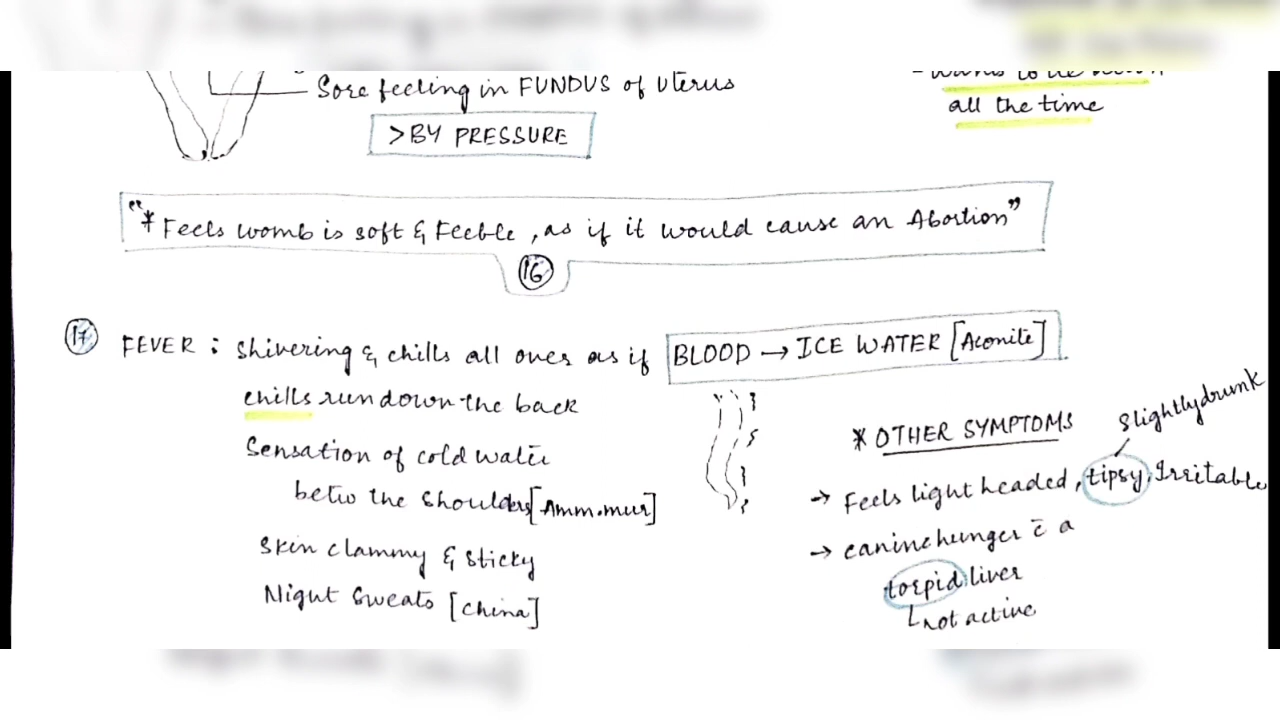 Sore feeling in FUNDUS of uterus
> BY PRESSURE
all the time
"* Feels womb is soft & Feeble, as if it would cause an Abortion"
16
17 FEVER : Shivering & chills all over as if BLOOD → ICE WATER [Aconite]
chills run down the back
Sensation of cold water
betw the shoulders [Amm.mur]
Skin clammy & sticky
Night Sweats [China]
* OTHER SYMPTOMS
Slightly drunk
→ Feels light headed, tipsy, Irritable
→ canine hunger c̄ a
torpid liver
not active